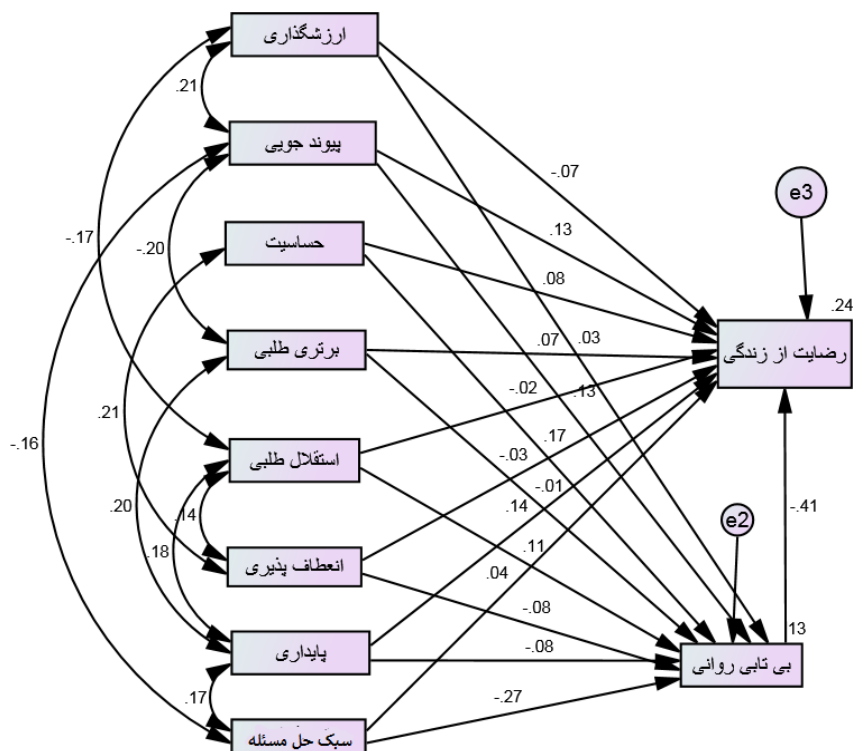 ارزشگذاری
.21
پیوند جویی
-.07
e3
.13
-.17
-.20
حساسیت
.08
.24
رضایت از زندگی
برتری طلبی
.07
.03
.13
-.02
.21
-.16
استقلال طلبی
.17
-.03
-.01
.20
.14
.14
-.41
e2
.18
.11
انعطاف پذیری
.04
-.08
پایداری
-.08
.13
بی تابی روانی
.17
-.27
سبک حل مسئله